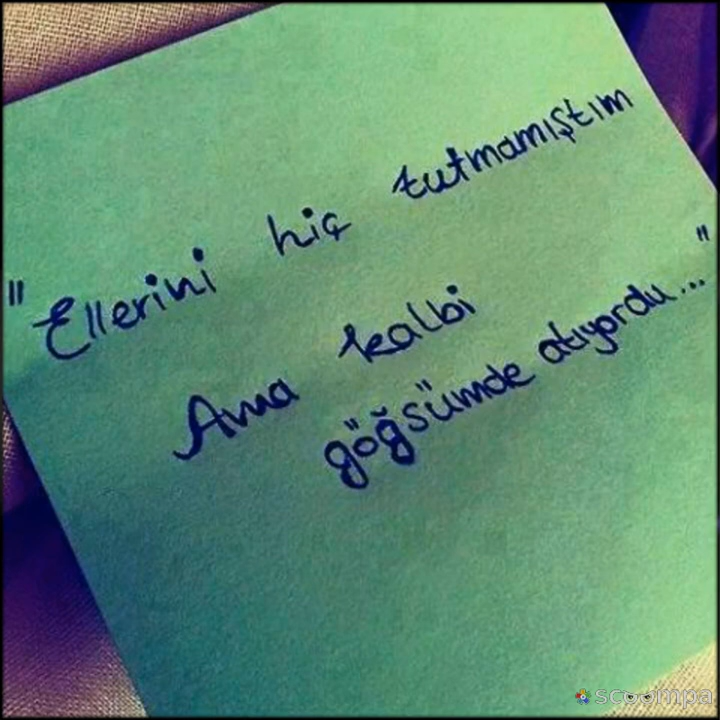 "Ellerini hiç tutmamıştım
Ama kalbi
göğsümde atıyordu..."
scoompa